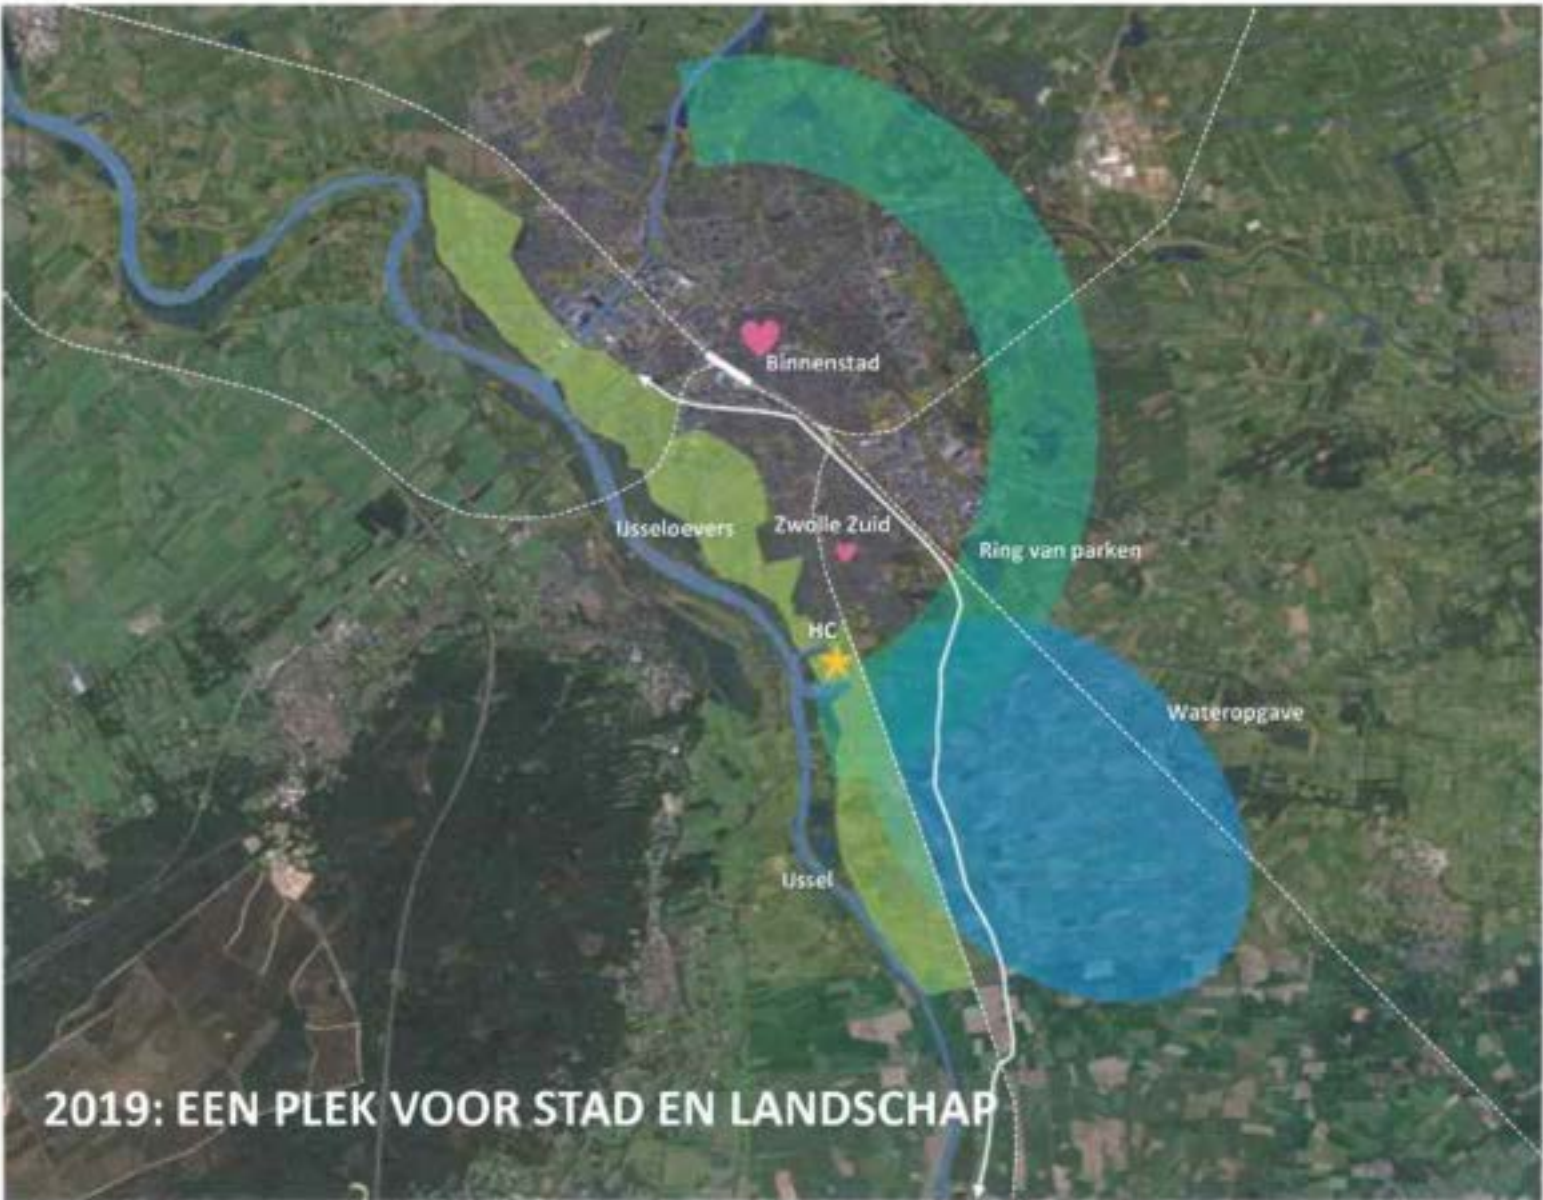 Binnenstad
IJsseloevers
Zwolle Zuid
Ring van parken
HC
Wateropgave
IJssel
2019: EEN PLEK VOOR STAD EN LANDSCHAP